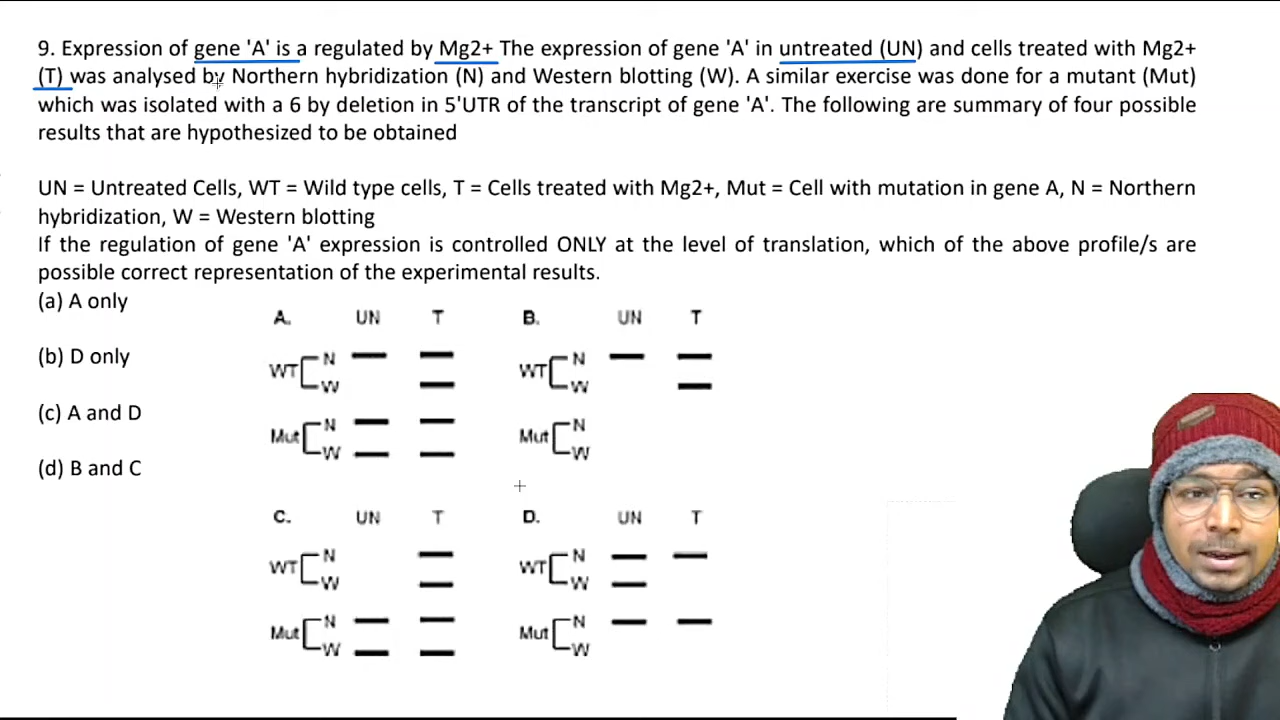 9. Expression of gene 'A' is a regulated by Mg2+ The expression of gene 'A' in untreated (UN) and cells treated with Mg2+
(T) was analysed by Northern hybridization (N) and Western blotting (W). A similar exercise was done for a mutant (Mut)
which was isolated with a 6 by deletion in 5'UTR of the transcript of gene 'A'. The following are summary of four possible
results that are hypothesized to be obtained
UN = Untreated Cells, WT = Wild type cells, T = Cells treated with Mg2+, Mut = Cell with mutation in gene A, N = Northern
hybridization, W = Western blotting
If the regulation of gene 'A' expression is controlled ONLY at the level of translation, which of the above profile/s are
possible correct representation of the experimental results.
(a) A only
(b) D only
(c) A and D
(d) B and C
A. UN T
WT N
W
Mut N
W
B. UN T
WT N
W
Mut N
W
C. UN T
WT N
W
Mut N
W
D. UN T
WT N
W
Mut N
W